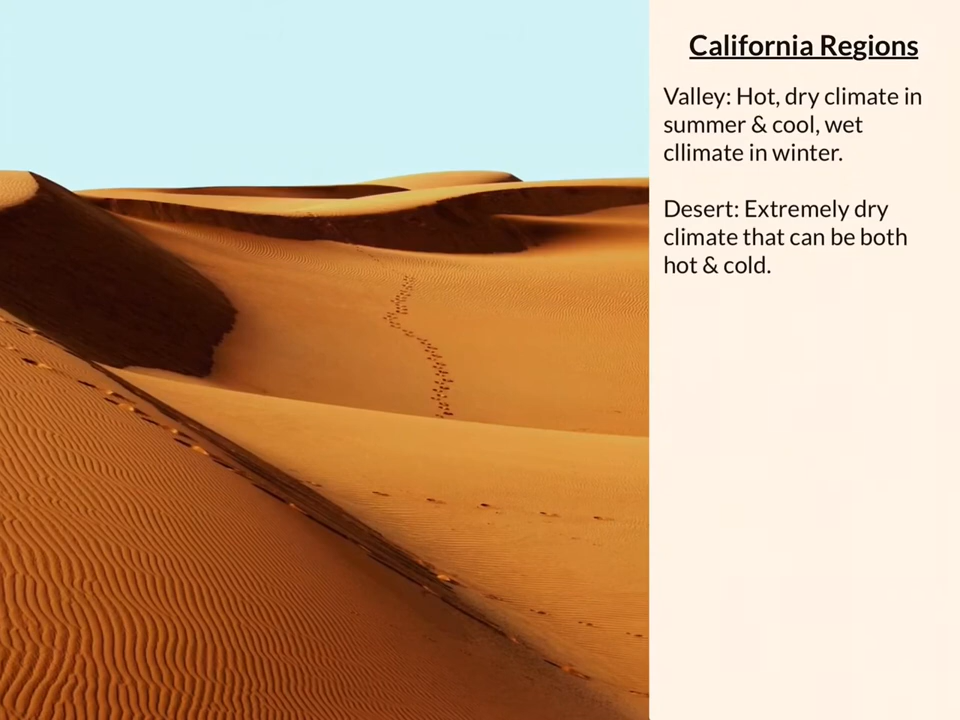 California Regions
Valley: Hot, dry climate in
summer & cool, wet
cllimate in winter.
Desert: Extremely dry
climate that can be both
hot & cold.